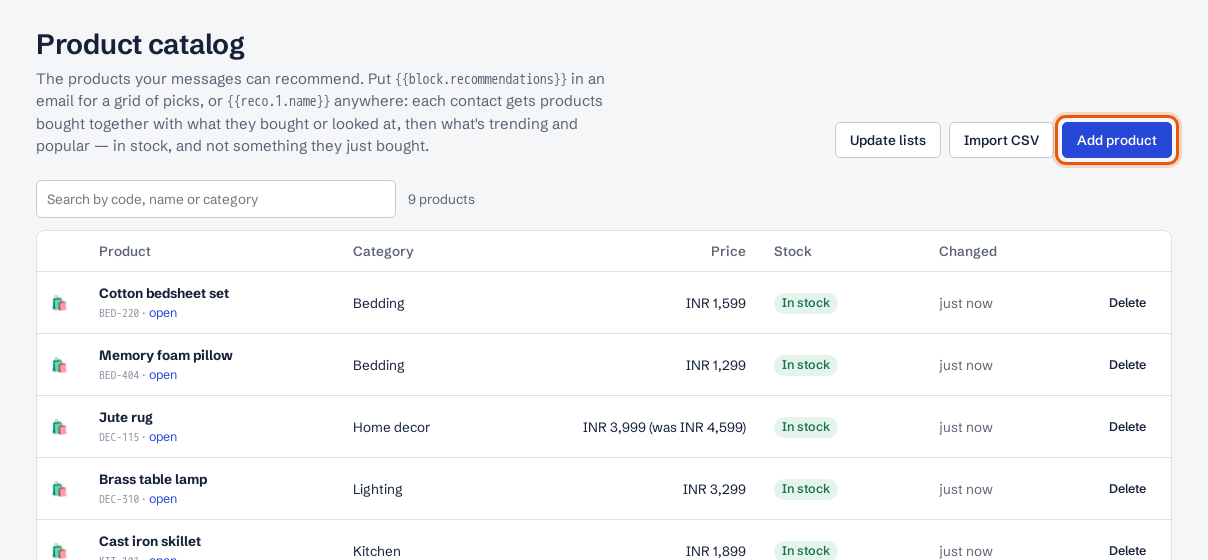 Product catalog
The products your messages can recommend. Put {{block.recommendations}} in an
email for a grid of picks, or {{reco.1.name}} anywhere: each contact gets products
bought together with what they bought or looked at, then what's trending and
popular — in stock, and not something they just bought.
Update lists Import CSV Add product
Search by code, name or category 9 products
Product Category Price Stock Changed
Cotton bedsheet set
BED-220 · open
Bedding INR 1,599 In stock just now Delete
Memory foam pillow
BED-404 · open
Bedding INR 1,299 In stock just now Delete
Jute rug
DEC-115 · open
Home decor INR 3,999 (was INR 4,599) In stock just now Delete
Brass table lamp
DEC-310 · open
Lighting INR 3,299 In stock just now Delete
Cast iron skillet
Kitchen INR 1,899 In stock just now Delete